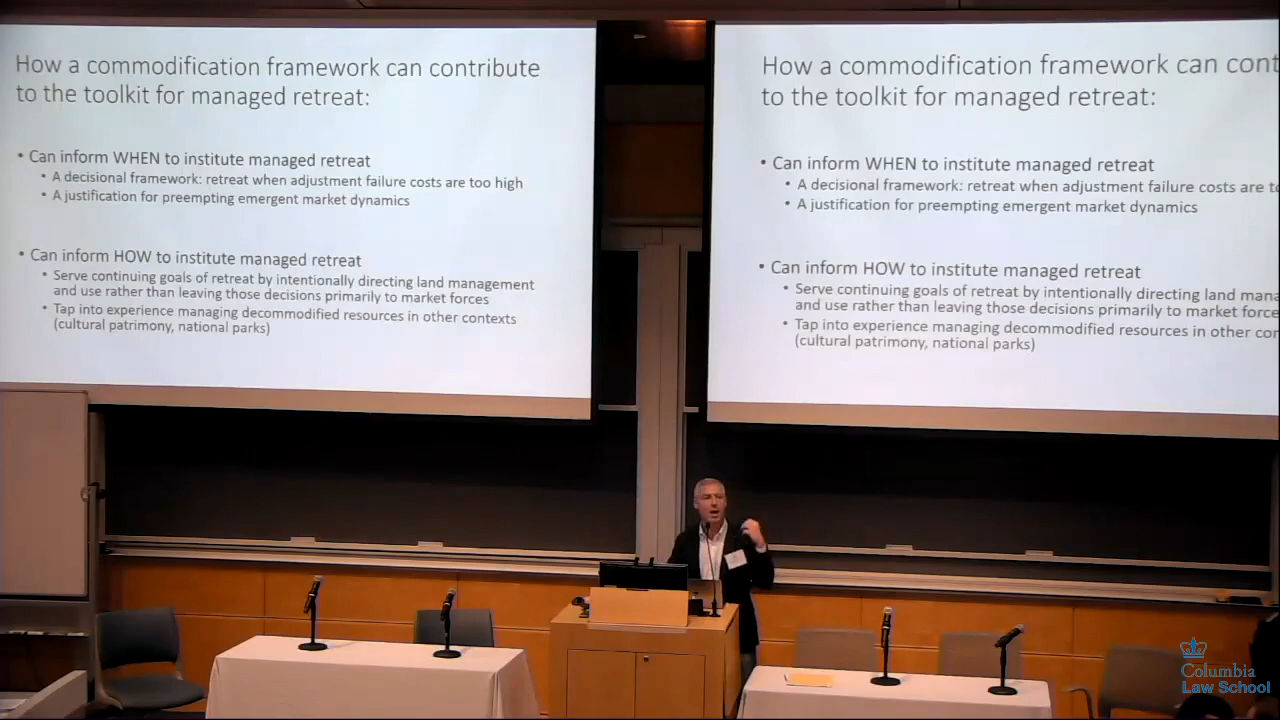 How a commodification framework can contribute
to the toolkit for managed retreat:
• Can inform WHEN to institute managed retreat
• A decisional framework: retreat when adjustment failure costs are too high
• A justification for preempting emergent market dynamics
• Can inform HOW to institute managed retreat
• Serve continuing goals of retreat by intentionally directing land management
and use rather than leaving those decisions primarily to market forces
• Tap into experience managing decommodified resources in other contexts
(cultural patrimony, national parks)
How a commodification framework can cont
to the toolkit for managed retreat:
• Can inform WHEN to institute managed retreat
• A decisional framework: retreat when adjustment failure costs are t
• A justification for preempting emergent market dynamics
• Can inform HOW to institute managed retreat
• Serve continuing goals of retreat by intentionally directing land mana
and use rather than leaving those decisions primarily to market force
• Tap into experience managing decommodified resources in other con
(cultural patrimony, national parks)
Columbia
Law School